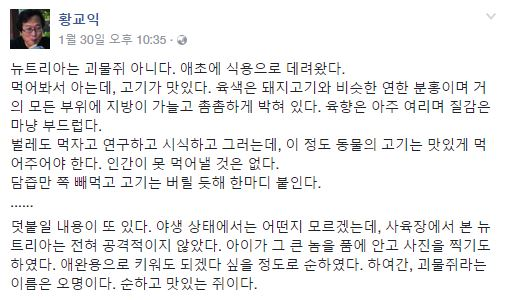 황교익
1월 30일 오후 10:35 ·
뉴트리아는 괴물쥐 아니다. 애초에 식용으로 데려왔다.
먹어봐서 아는데, 고기가 맛있다. 육색은 돼지고기와 비슷한 연한 분홍이며 거
의 모든 부위에 지방이 가늘고 촘촘하게 박혀 있다. 육향은 아주 여리며 질감은
마냥 부드럽다.
벌레도 먹자고 연구하고 시식하고 그러는데, 이 정도 동물의 고기는 맛있게 먹
어주어야 한다. 인간이 못 먹어낼 것은 없다.
담즙만 쪽 빼먹고 고기는 버릴 듯해 한마디 붙인다.
......
덧붙일 내용이 또 있다. 야생 상태에서는 어떤지 모르겠는데, 사육장에서 본 뉴
트리아는 전혀 공격적이지 않았다. 아이가 그 큰 놈을 품에 안고 사진을 찍기도
하였다. 애완용으로 키워도 되겠다 싶을 정도로 순하였다. 하여간, 괴물쥐라는
이름은 오명이다. 순하고 맛있는 쥐이다.